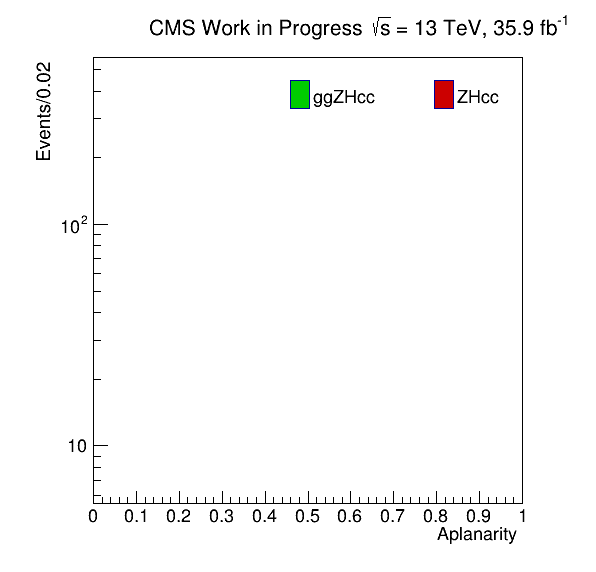 CMS Work in Progress √s = 13 TeV, 35.9 fb⁻¹
Events/0.02
ggZHcc ZHcc
10²
10
0 0.1 0.2 0.3 0.4 0.5 0.6 0.7 0.8 0.9 1
Aplanarity